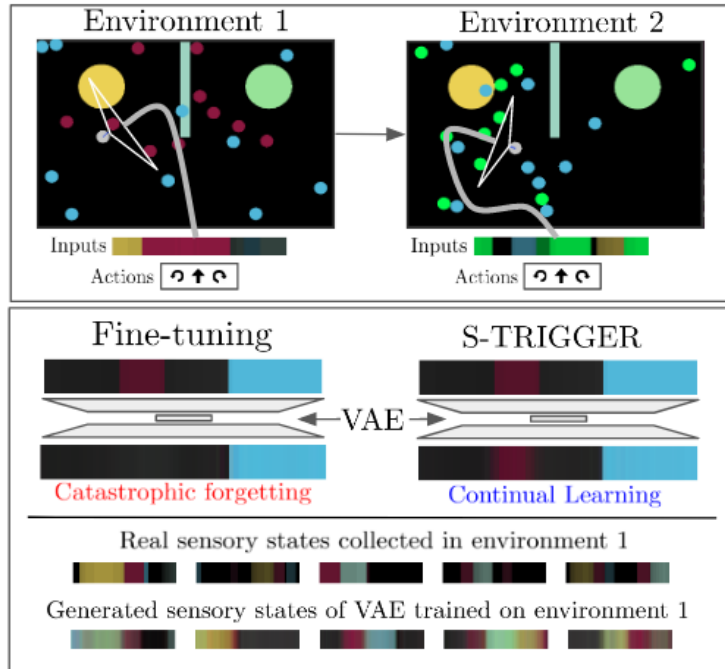 Environment 1
Environment 2
Inputs
Inputs
Actions
Actions
Fine-tuning
S-TRIGGER
VAE
Catastrophic forgetting
Continual Learning
Real sensory states collected in environment 1
Generated sensory states of VAE trained on environment 1